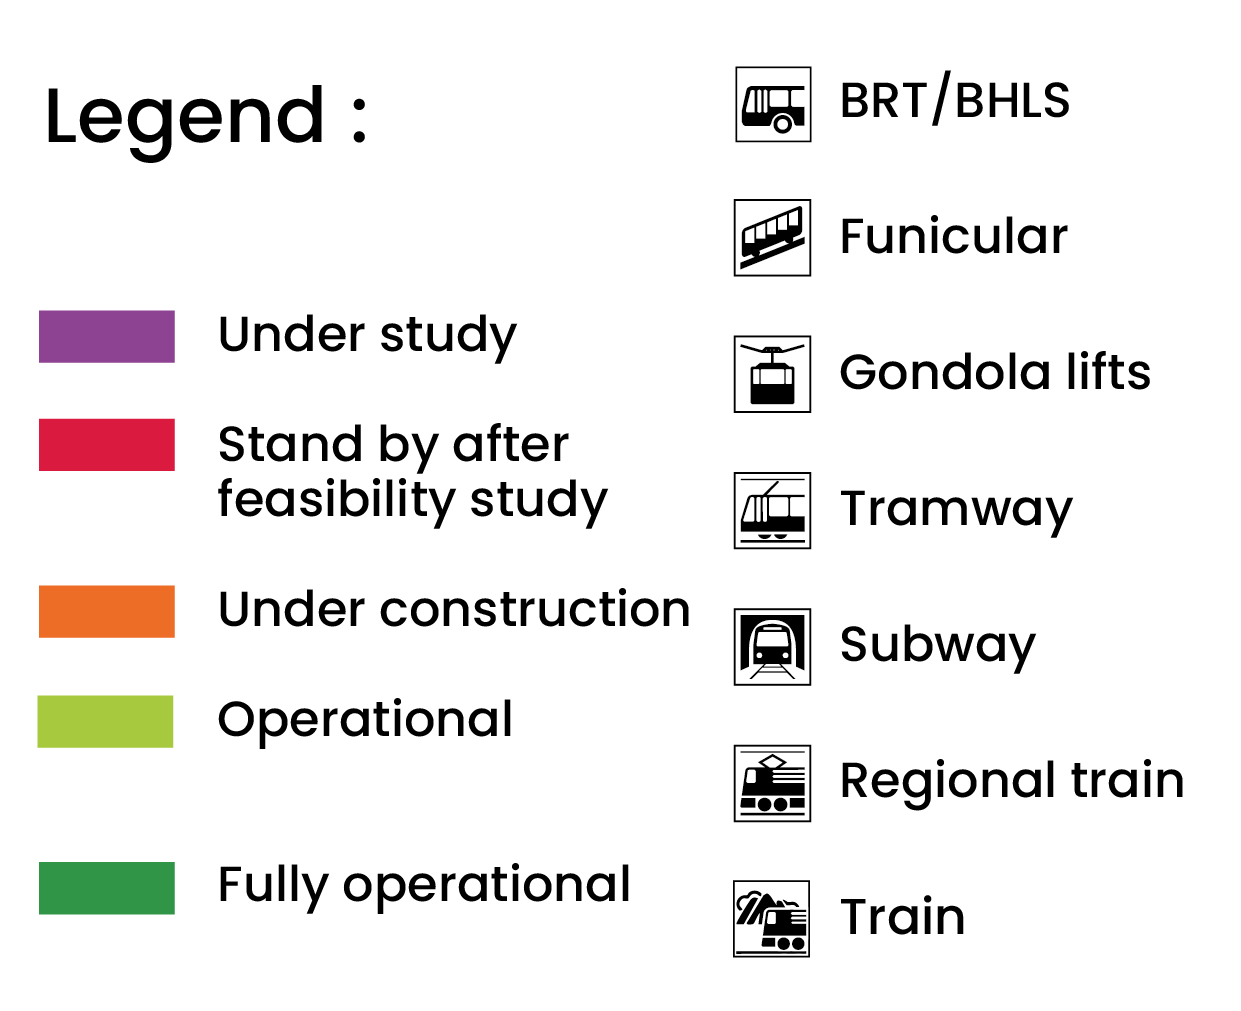 Legend :
Under study
Stand by after
feasibility study
Under construction
Operational
Fully operational
BRT/BHLS
Funicular
Gondola lifts
Tramway
Subway
Regional train
Train